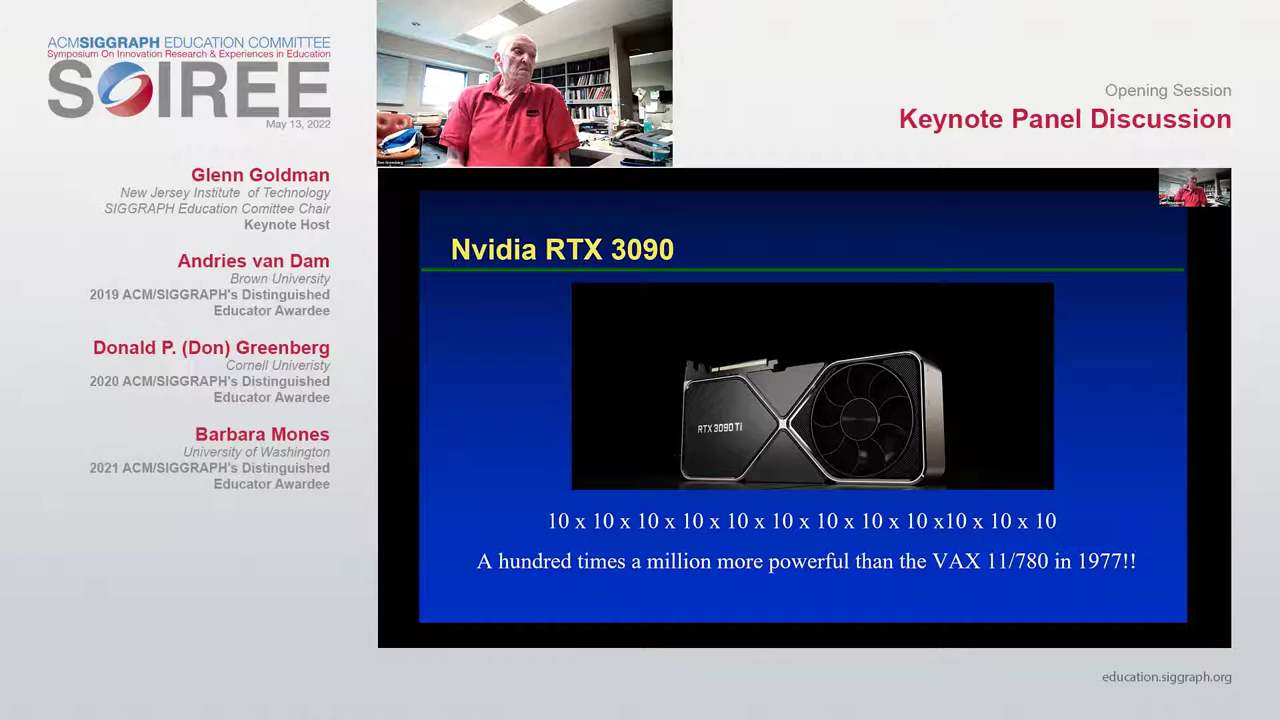 ACMSIGGRAPH EDUCATION COMMITTEE
Symposium On Innovation Research & Experiences in Education
SOIREE
May 13, 2022
Glenn Goldman
New Jersey Institute of Technology
SIGGRAPH Education Comittee Chair
Keynote Host
Andries van Dam
Brown University
2019 ACM/SIGGRAPH's Distinguished
Educator Awardee
Donald P. (Don) Greenberg
Cornell Univeristy
2020 ACM/SIGGRAPH's Distinguished
Educator Awardee
Barbara Mones
University of Washington
2021 ACM/SIGGRAPH's Distinguished
Educator Awardee
Don Greenberg
Opening Session
Keynote Panel Discussion
Don Greenberg
Nvidia RTX 3090
RTX 3090 Ti
10 x 10 x 10 x 10 x 10 x 10 x 10 x 10 x 10 x10 x 10 x 10
A hundred times a million more powerful than the VAX 11/780 in 1977!!
education.siggraph.org